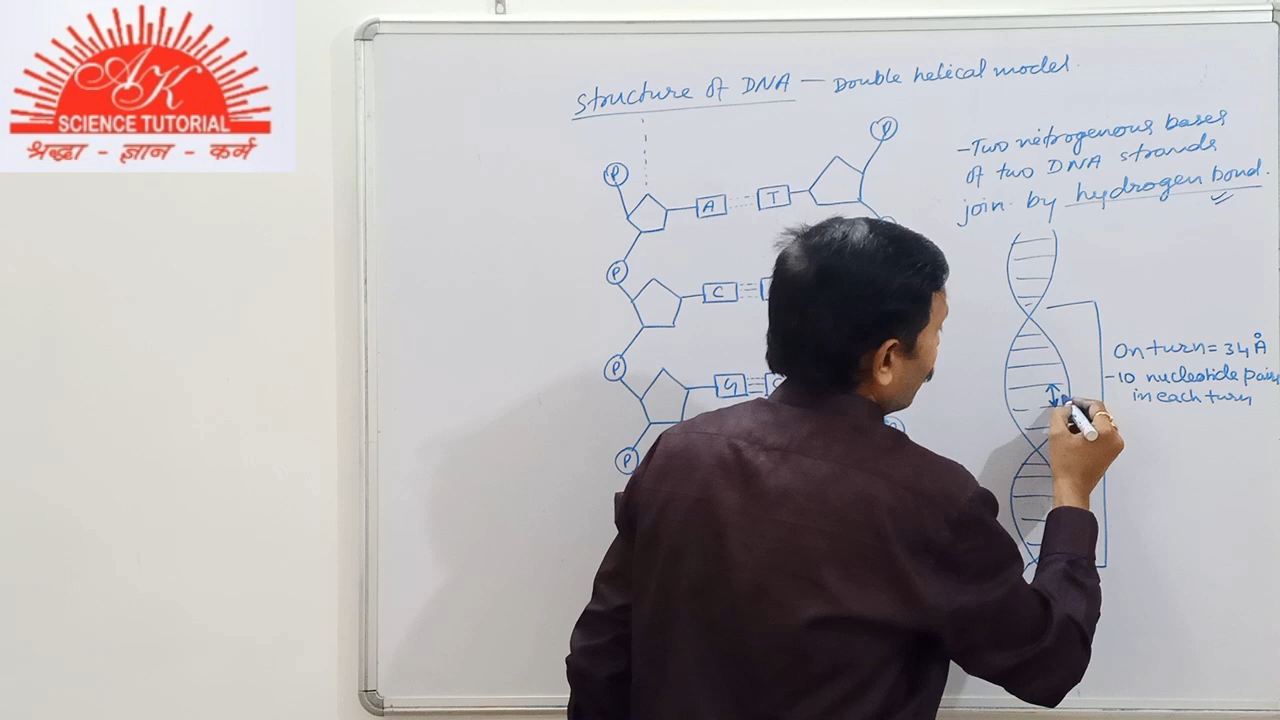 AK
SCIENCE TUTORIAL
श्रद्धा - ज्ञान - कर्म
Structure of DNA — Double helical model.
-Two nitrogenous bases
of two DNA strands
join by hydrogen bond.
P
P
A T
P
C
P
G C
P
On turn = 34 Å
-10 nucleotide pairs
in each turn